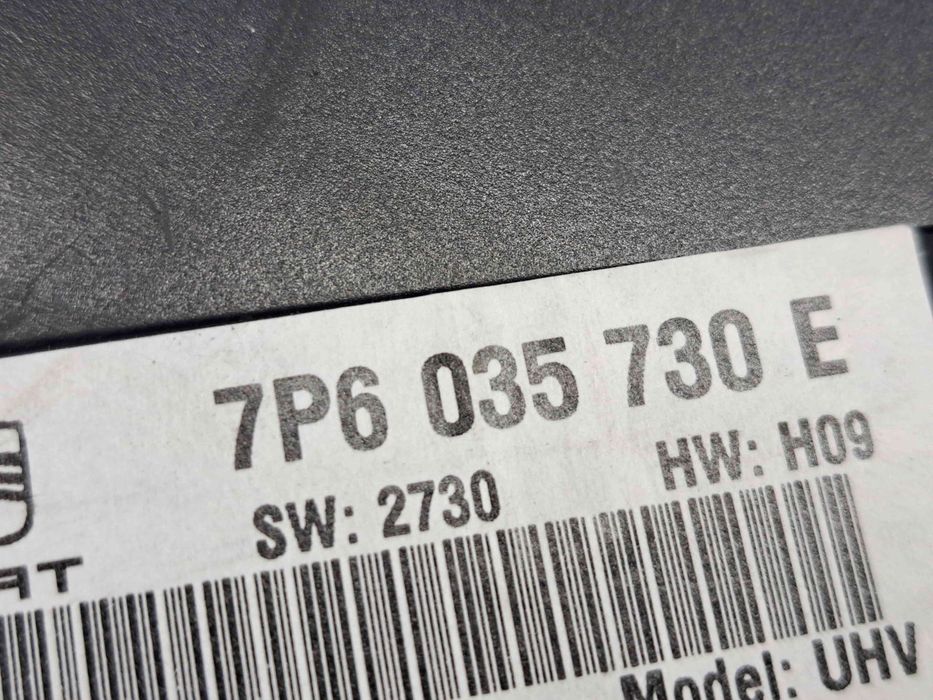 7P6 035 730 E
SW: 2730 HW: H09
Model: UHV